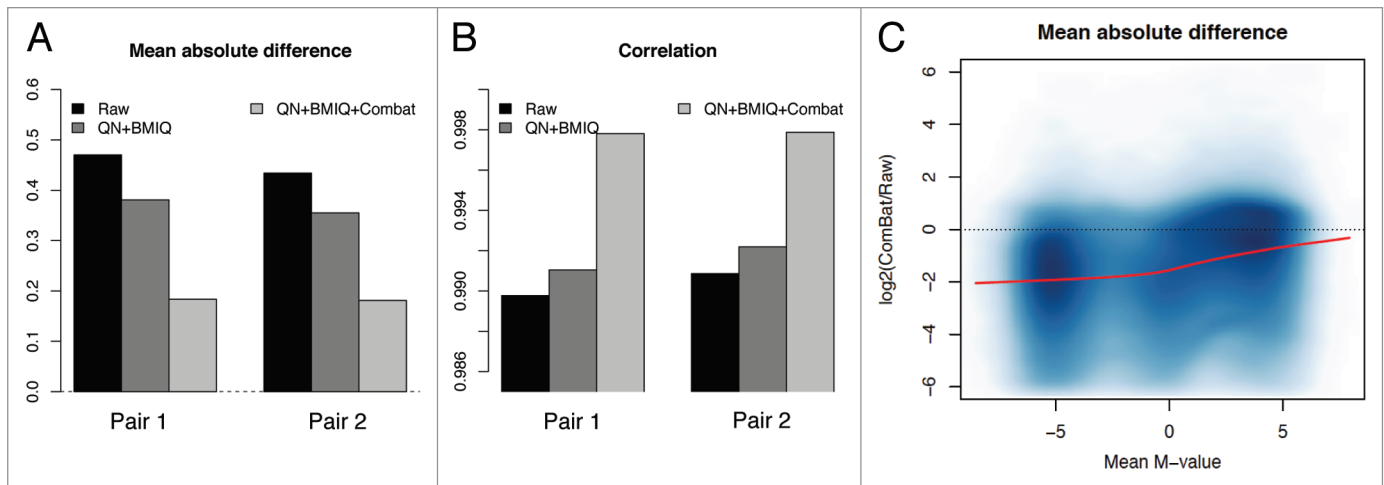 A
Mean absolute difference
Raw
QN+BMIQ
QN+BMIQ+Combat
0.6
0.5
0.4
0.3
0.2
0.1
0.0
Pair 1
Pair 2
B
Correlation
Raw
QN+BMIQ
QN+BMIQ+Combat
0.998
0.994
0.990
0.986
Pair 1
Pair 2
C
Mean absolute difference
log2(ComBat/Raw)
6
4
2
0
−2
−4
−6
−5
0
5
Mean M−value